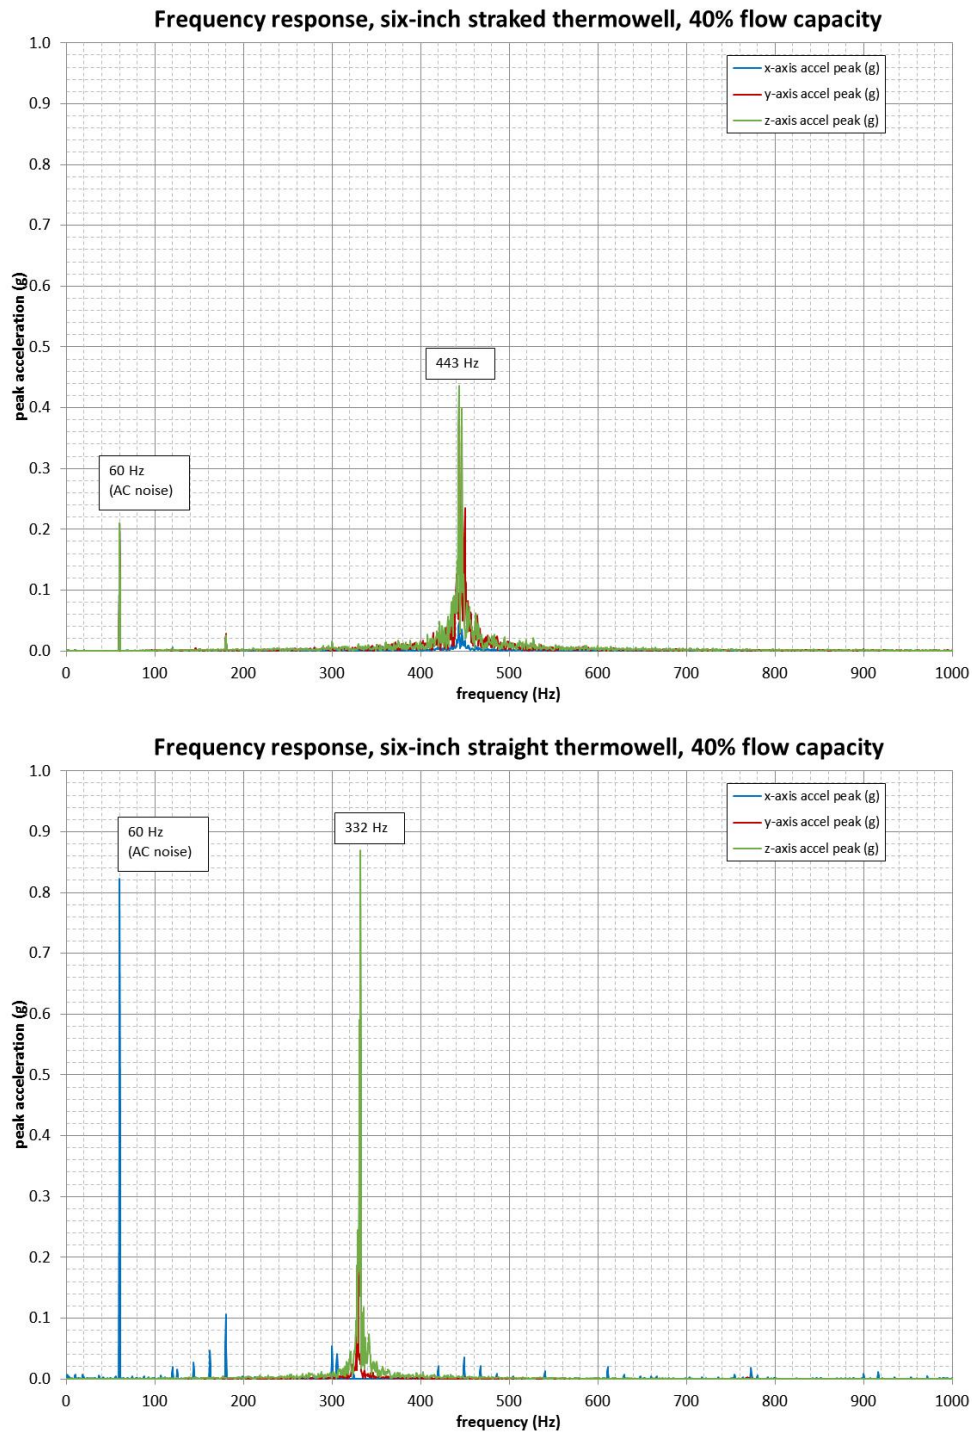 Frequency response, six-inch straked thermowell, 40% flow capacity
1.0
0.9
0.8
0.7
0.6
0.5
0.4
0.3
0.2
0.1
0.0
peak acceleration (g)
x-axis accel peak (g)
y-axis accel peak (g)
z-axis accel peak (g)
443 Hz
60 Hz
(AC noise)
0 100 200 300 400 500 600 700 800 900 1000
frequency (Hz)
Frequency response, six-inch straight thermowell, 40% flow capacity
1.0
0.9
0.8
0.7
0.6
0.5
0.4
0.3
0.2
0.1
0.0
peak acceleration (g)
x-axis accel peak (g)
y-axis accel peak (g)
z-axis accel peak (g)
60 Hz
(AC noise)
332 Hz
0 100 200 300 400 500 600 700 800 900 1000
frequency (Hz)